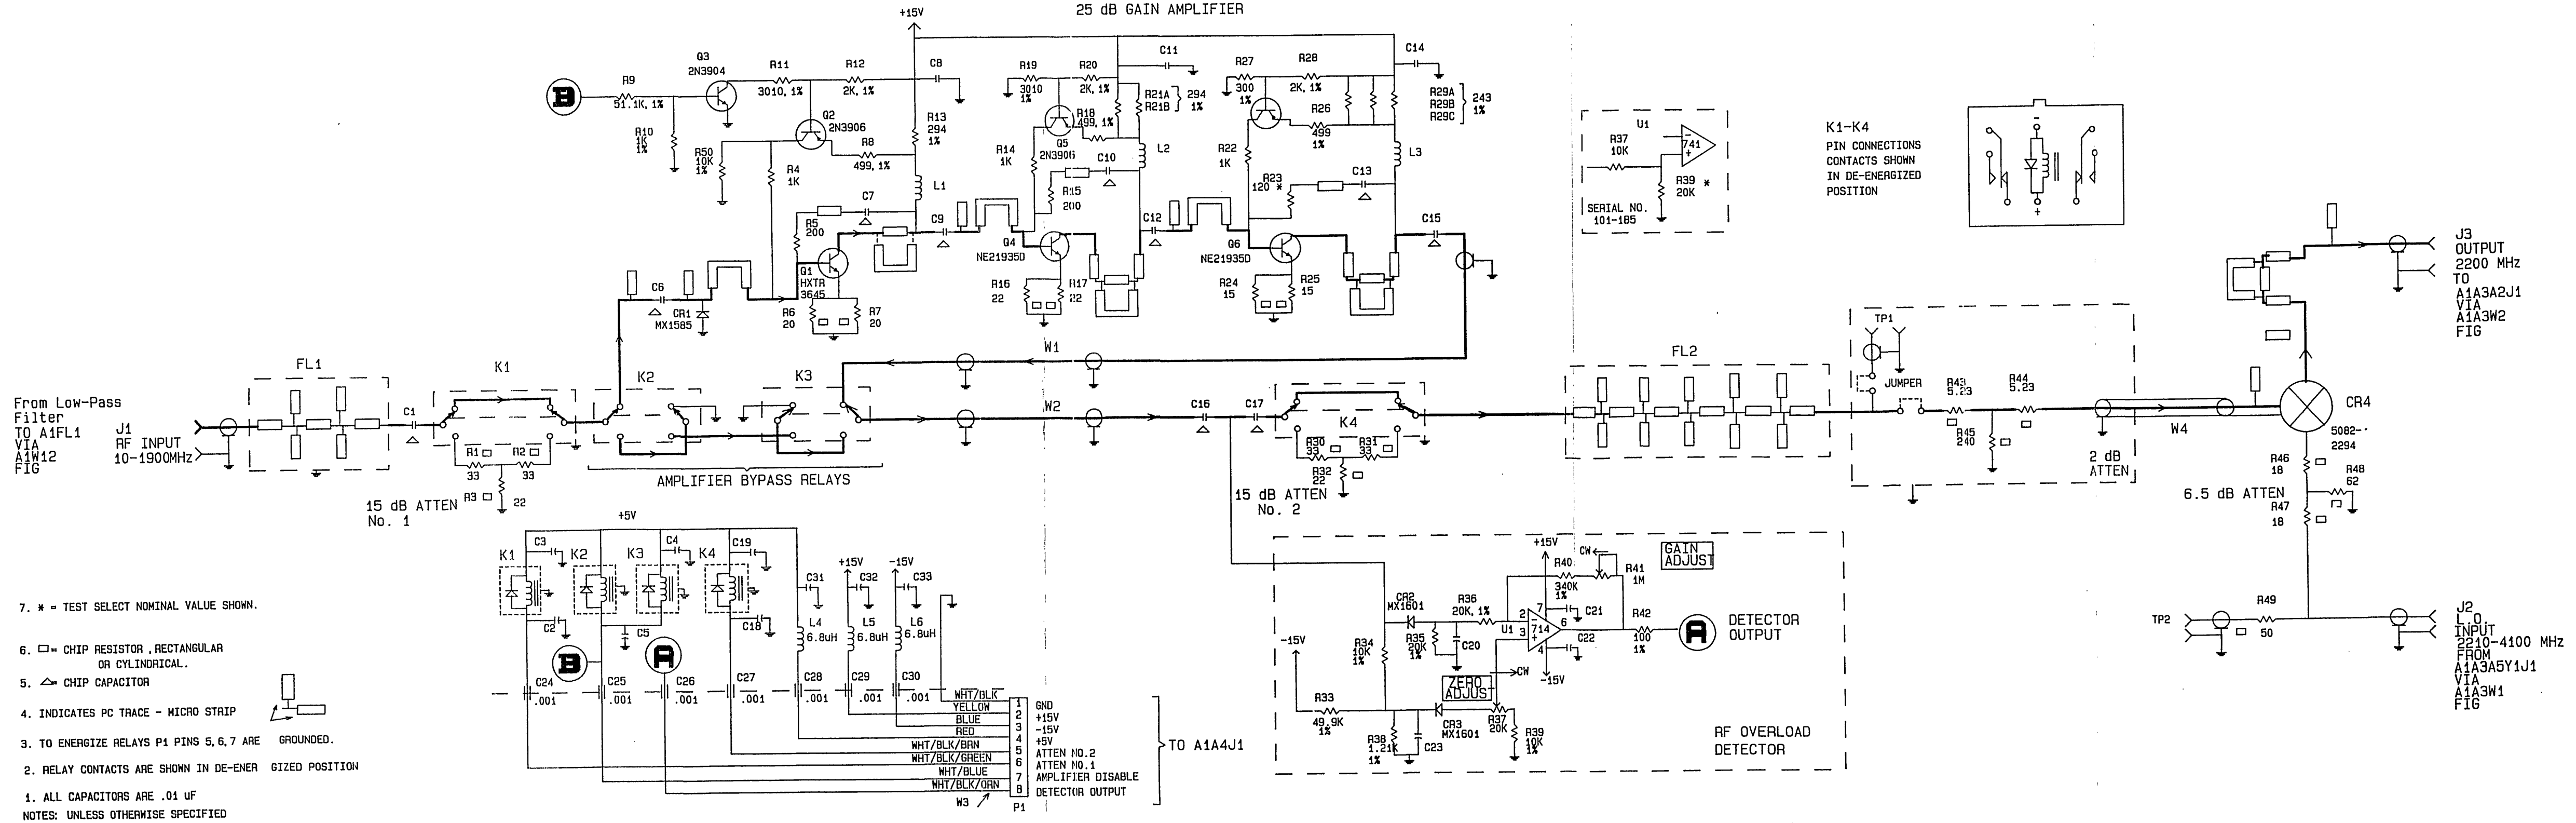 25 dB GAIN AMPLIFIER
+15V
B
R9
51.1K, 1%
R10
1K
1%
Q3
2N3904
R11
3010, 1%
R12
2K, 1%
C8
Q2
2N3906
R50
10K
1%
R4
1K
R8
499, 1%
R13
294
1%
L1
C7
R5
200
Q1
HXTR
3645
C6
CR1
MX1585
R6
20
R7
20
C9
R19
3010
1%
R20
2K, 1%
C11
R21A
R21B
294
1%
R18
499, 1%
Q5
2N3906
R14
1K
L2
C10
R15
200
Q4
NE21935D
R16
22
R17
22
C12
R27
300
1%
R28
2K, 1%
C14
R26
499
1%
R29A
R29B
R29C
243
1%
R22
1K
L3
R23
120 *
C13
Q6
NE21935D
R24
15
R25
15
C15
U1
R37
10K
741
-
+
R39 *
20K
SERIAL NO.
101-185
K1-K4
PIN CONNECTIONS
CONTACTS SHOWN
IN DE-ENERGIZED
POSITION
-
+
J3
OUTPUT
2200 MHz
TO
A1A3A2J1
VIA
A1A3W2
FIG
From Low-Pass
Filter
TO A1FL1
VIA
A1W12
FIG
J1
RF INPUT
10-1900MHz
FL1
C1
K1
R1
33
R2
33
R3
22
15 dB ATTEN
No. 1
K2
K3
AMPLIFIER BYPASS RELAYS
W1
W2
C16
C17
K4
R30
33
R31
33
R32
22
15 dB ATTEN
No. 2
FL2
TP1
JUMPER
R43
5.23
R44
5.23
R45
240
2 dB
ATTEN
W4
CR4
5082-
2294
R46
18
R48
62
R47
18
6.5 dB ATTEN
TP2
R49
50
J2
L.O.
INPUT
2210-4100 MHz
FROM
A1A3A5Y1J1
VIA
A1A3W1
FIG
+5V
K1
C3
K2
K3
C4
K4
C19
C2
C5
C18
B
A
C31
L4
6.8uH
+15V
C32
L5
6.8uH
-15V
C33
L6
6.8uH
C24
.001
C25
.001
C26
.001
C27
.001
C28
.001
C29
.001
C30
.001
WHT/BLK 1 GND
YELLOW 2 +15V
BLUE 3 -15V
RED 4 +5V
WHT/BLK/BRN 5 ATTEN NO.2
WHT/BLK/GREEN 6 ATTEN NO.1
WHT/BLUE 7 AMPLIFIER DISABLE
WHT/BLK/ORN 8 DETECTOR OUTPUT
W3
P1
TO A1A4J1
-15V
R34
10K
1%
CR2
MX1601
R36
20K, 1%
R35
20K
1%
C20
+15V
R40
340K
1%
CW
R41
1M
GAIN
ADJUST
2
3
7
6
4
-
+
U1
714
C21
C22
-15V
R42
100
1%
A
DETECTOR
OUTPUT
CW
ZERO
ADJUST
R33
49.9K
1%
R38
1.21K
1%
C23
CR3
MX1601
R37
20K
R39
10K
1%
RF OVERLOAD
DETECTOR
7. * = TEST SELECT NOMINAL VALUE SHOWN.
6. = CHIP RESISTOR, RECTANGULAR
OR CYLINDRICAL.
5. = CHIP CAPACITOR
4. INDICATES PC TRACE - MICRO STRIP
3. TO ENERGIZE RELAYS P1 PINS 5,6,7 ARE GROUNDED.
2. RELAY CONTACTS ARE SHOWN IN DE-ENER GIZED POSITION
1. ALL CAPACITORS ARE .01 uF
NOTES: UNLESS OTHERWISE SPECIFIED